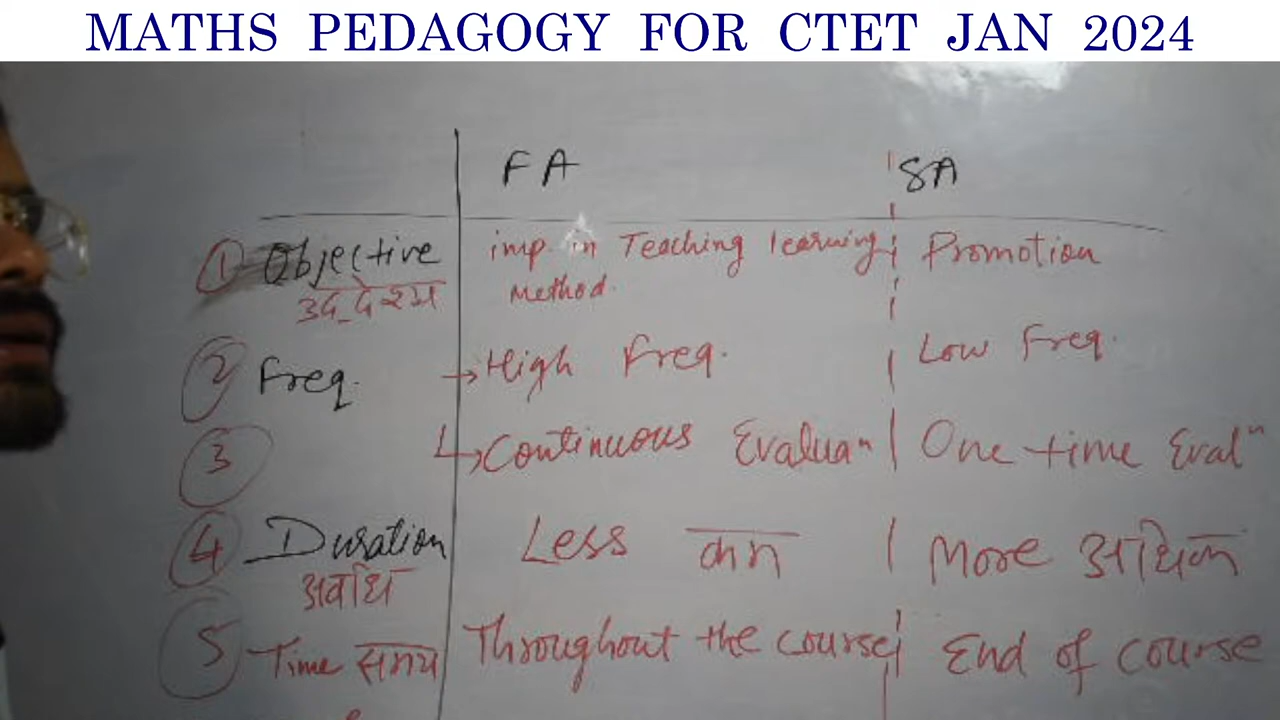 MATHS PEDAGOGY FOR CTET JAN 2024
FA SA
① Objective imp. in Teaching learning Promotion
उद्देश्य Method.
② Freq. → High Freq. Low Freq.
③ ↳ Continuous Evaluaⁿ One time Evalⁿ
④ Duration Less कम More अधिक
अवधि
⑤ Time समय Throughout the course End of course